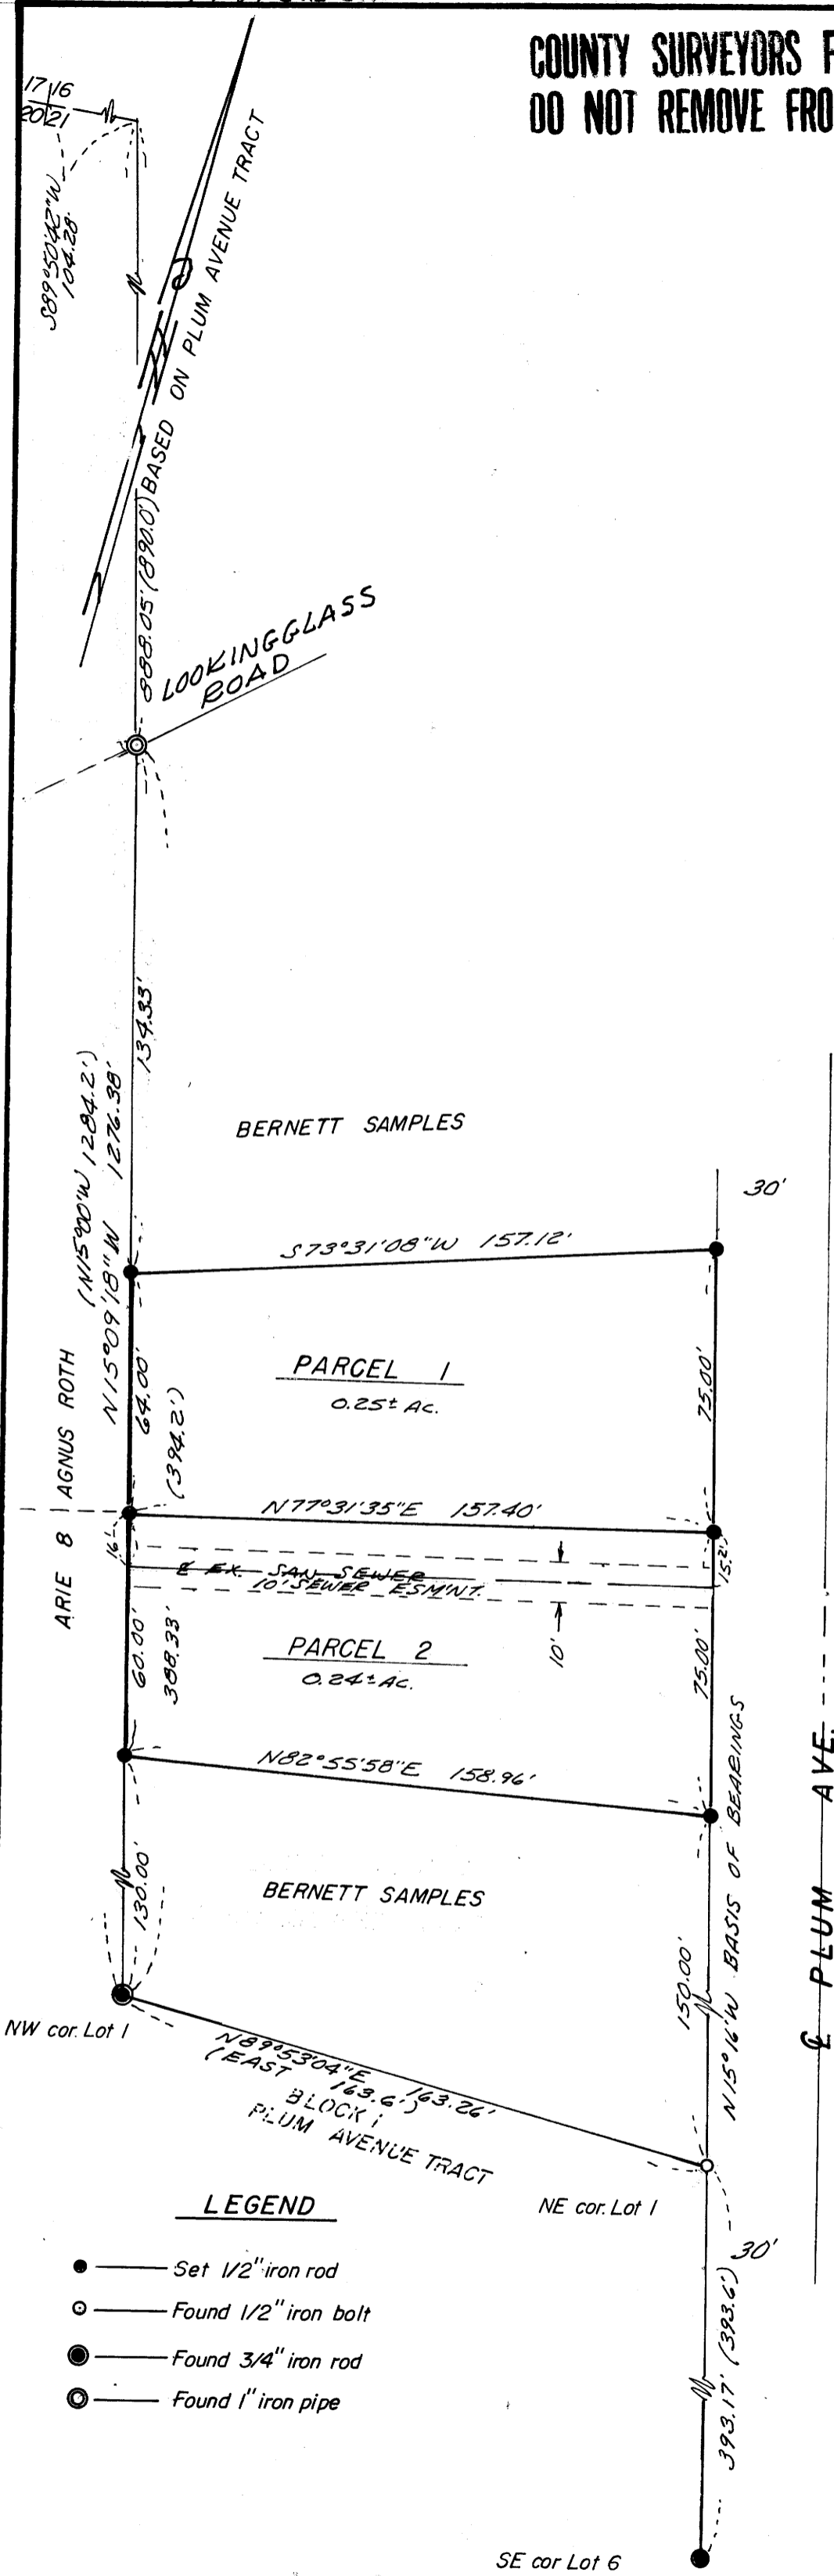 COUNTY SURVEYORS F
DO NOT REMOVE FRO
17 16
20 21
S89°50'42"W
104.28'
BASED ON PLUM AVENUE TRACT
888.05' (890.0')
LOOKINGGLASS
ROAD
134.33'
(N15°00'W 1284.2')
N15°09'18"W 1276.38'
BERNETT SAMPLES
30'
S73°31'08"W 157.12'
PARCEL 1
0.25± AC.
64.00'
(394.2')
75.00'
ARIE 8 AGNUS ROTH
N77°31'35"E 157.40'
16'
15.2'
℄ EX. SAN SEWER
10' SEWER ESM'NT.
10'
PARCEL 2
0.24± AC.
60.00'
388.33'
75.00'
N82°55'58"E 158.96'
BERNETT SAMPLES
130.00'
150.00'
N15°16'W BASIS OF BEARINGS
℄ PLUM AVE.
NW cor. Lot 1
N89°53'04"E 163.26'
(EAST 163.6')
BLOCK 1
PLUM AVENUE TRACT
NE cor. Lot 1
30'
393.17' (393.6')
LEGEND
Set 1/2" iron rod
Found 1/2" iron bolt
Found 3/4" iron rod
Found 1" iron pipe
SE cor Lot 6